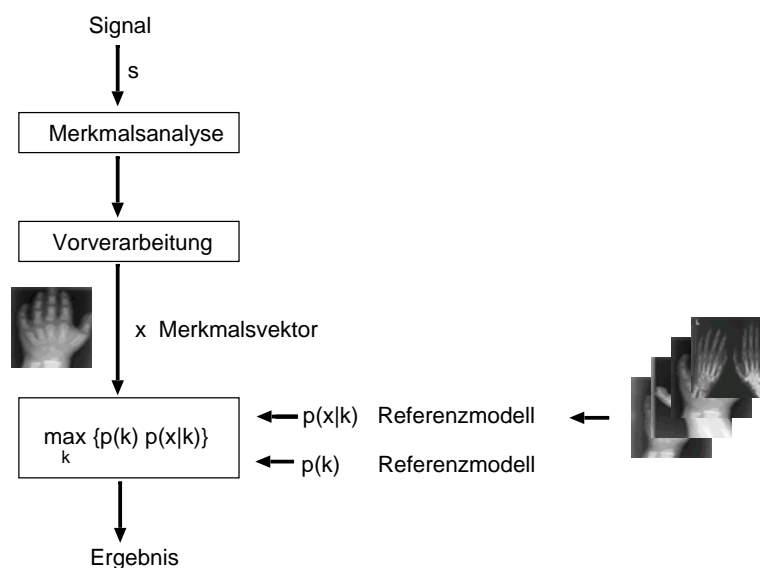 Signal
s
Merkmalsanalyse
Vorverarbeitung
x Merkmalsvektor
p(x|k) Referenzmodell
max {p(k) p(x|k)}
k
p(k) Referenzmodell
Ergebnis